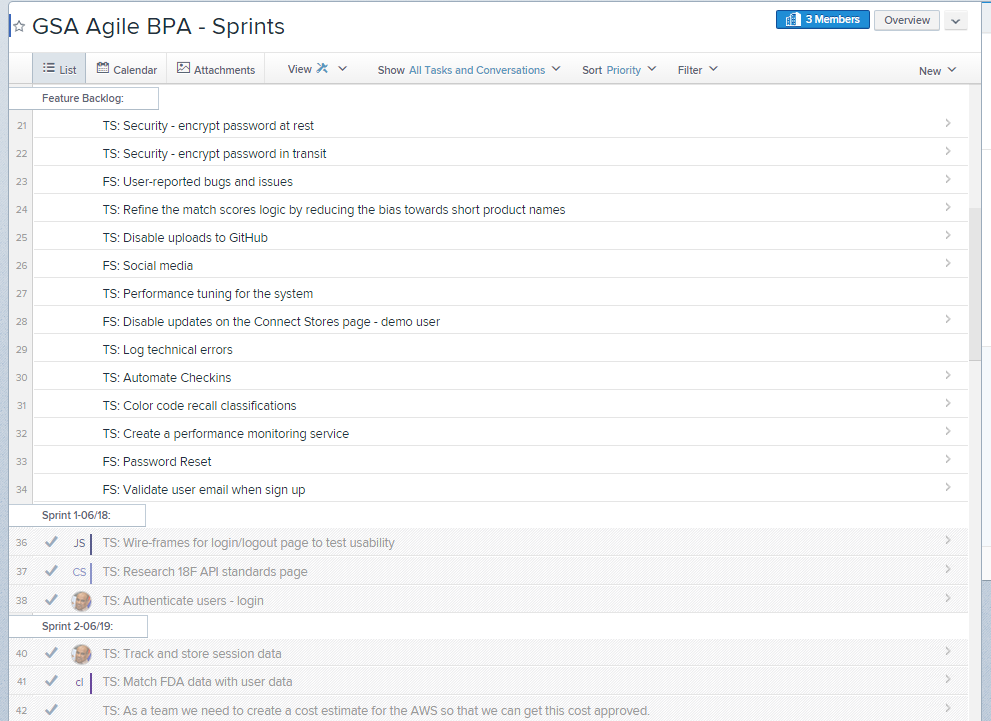 GSA Agile BPA - Sprints
3 Members
Overview
List
Calendar
Attachments
View
Show All Tasks and Conversations
Sort Priority
Filter
New
Feature Backlog:
21 TS: Security - encrypt password at rest
22 TS: Security - encrypt password in transit
23 FS: User-reported bugs and issues
24 TS: Refine the match scores logic by reducing the bias towards short product names
25 TS: Disable uploads to GitHub
26 FS: Social media
27 TS: Performance tuning for the system
28 FS: Disable updates on the Connect Stores page - demo user
29 TS: Log technical errors
30 TS: Automate Checkins
31 TS: Color code recall classifications
32 TS: Create a performance monitoring service
33 FS: Password Reset
34 FS: Validate user email when sign up
Sprint 1-06/18:
36 JS TS: Wire-frames for login/logout page to test usability
37 CS TS: Research 18F API standards page
38 TS: Authenticate users - login
Sprint 2-06/19:
40 TS: Track and store session data
41 cl TS: Match FDA data with user data
42 TS: As a team we need to create a cost estimate for the AWS so that we can get this cost approved.